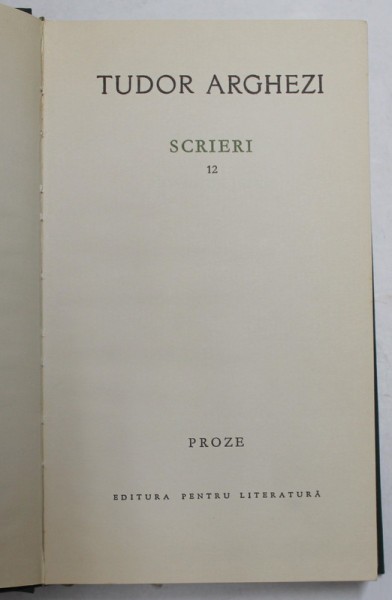 TUDOR ARGHEZI
SCRIERI
12
PROZE
EDITURA PENTRU LITERATURĂ